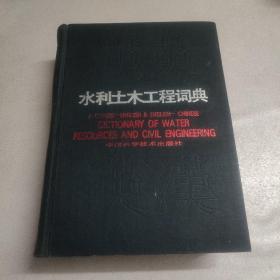 水利土木工程词典
A CHINESE-ENGLISH & ENGLISH-CHINESE
DICTIONARY OF WATER
RESOURCES AND CIVIL ENGINEERING
中国科学技术出版社